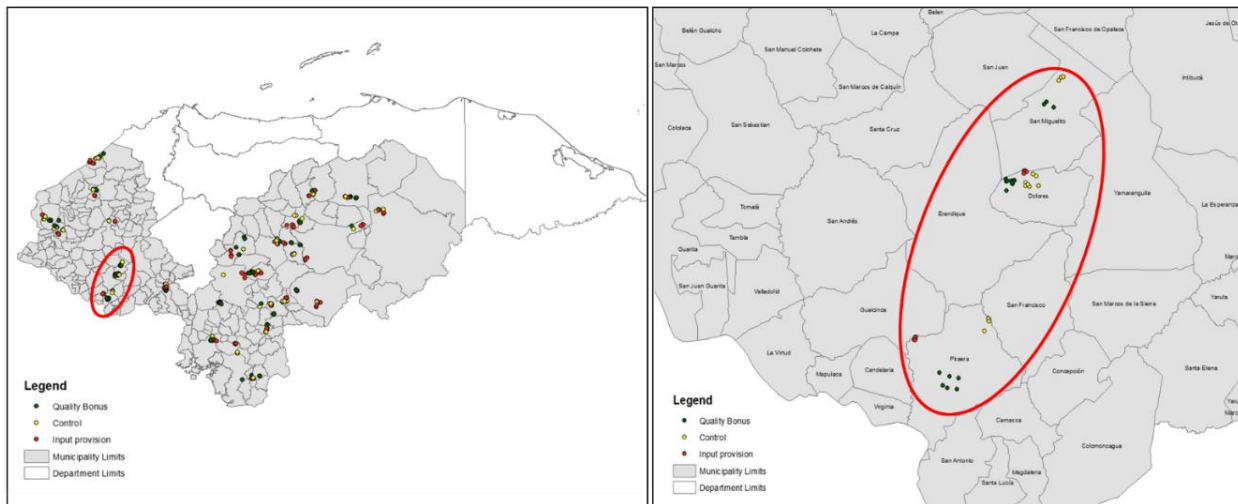 Legend
Quality Bonus
Control
Input provision
Municipality Limits
Department Limits
Belen
Belén Gualcho
La Campa
San Francisco de Opalaca
San Manuel Colohete
San Juan
San Marcos
San Marcos de Caiquín
Intibucá
Cololaca
San Sebastian
Santa Cruz
San Miguelito
Yamaranguila
La Esperanza
Dolores
Tomalá
San Andrés
Erandique
Tambla
Guarita
San Juan Guarita
Valladolid
Gualcinse
San Francisco
San Marcos de la Sierra
Yarula
La Virtud
Piraera
Mapulaca
Candelaria
Concepción
Santa Elena
Virginia
Camasca
Colomoncagua
San Antonio
Magdalena
Santa Lucía
Legend
Quality Bonus
Control
Input provision
Municipality Limits
Department Limits